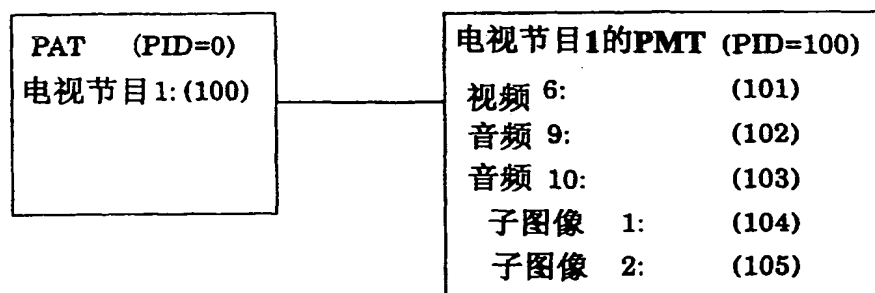 PAT (PID=0)
电视节目1:(100)
电视节目1的PMT (PID=100)
视频 6: (101)
音频 9: (102)
音频 10: (103)
子图像 1: (104)
子图像 2: (105)